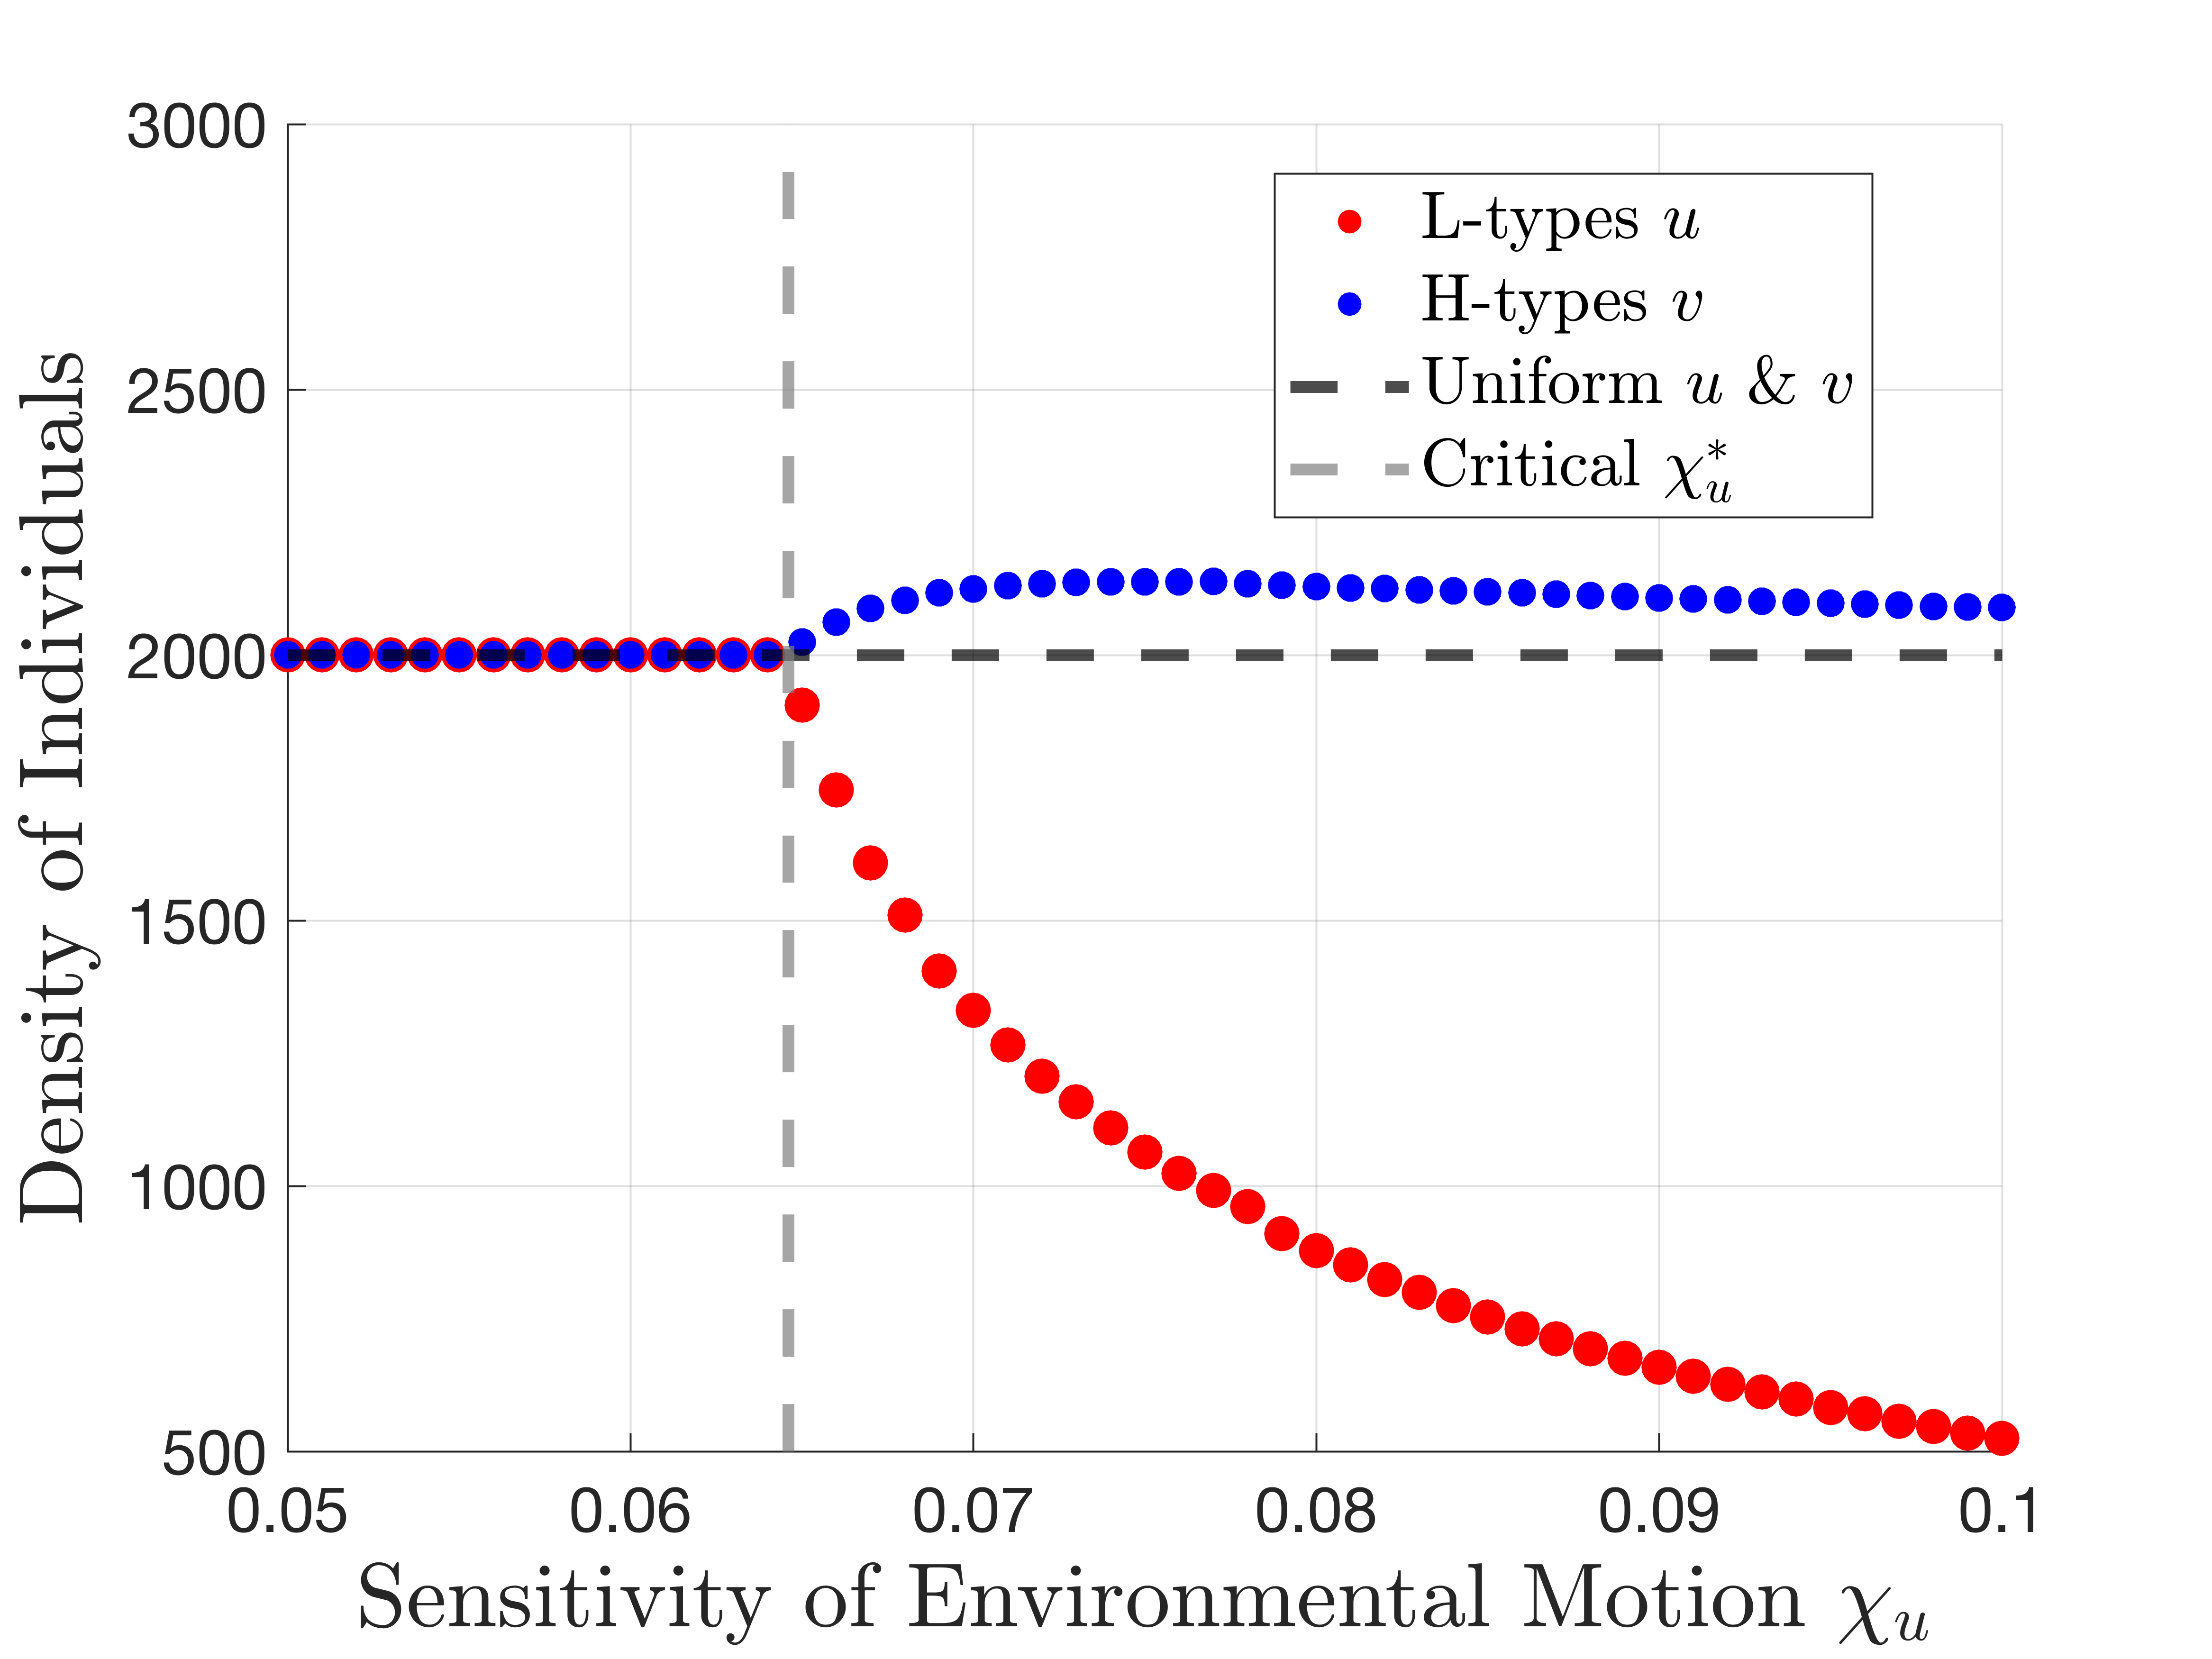 3000
2500
2000
1500
1000
500
0.05 0.06 0.07 0.08 0.09 0.1
Density of Individuals
Sensitivity of Environmental Motion χ_u
L-types u
H-types v
Uniform u & v
Critical χ_u^*